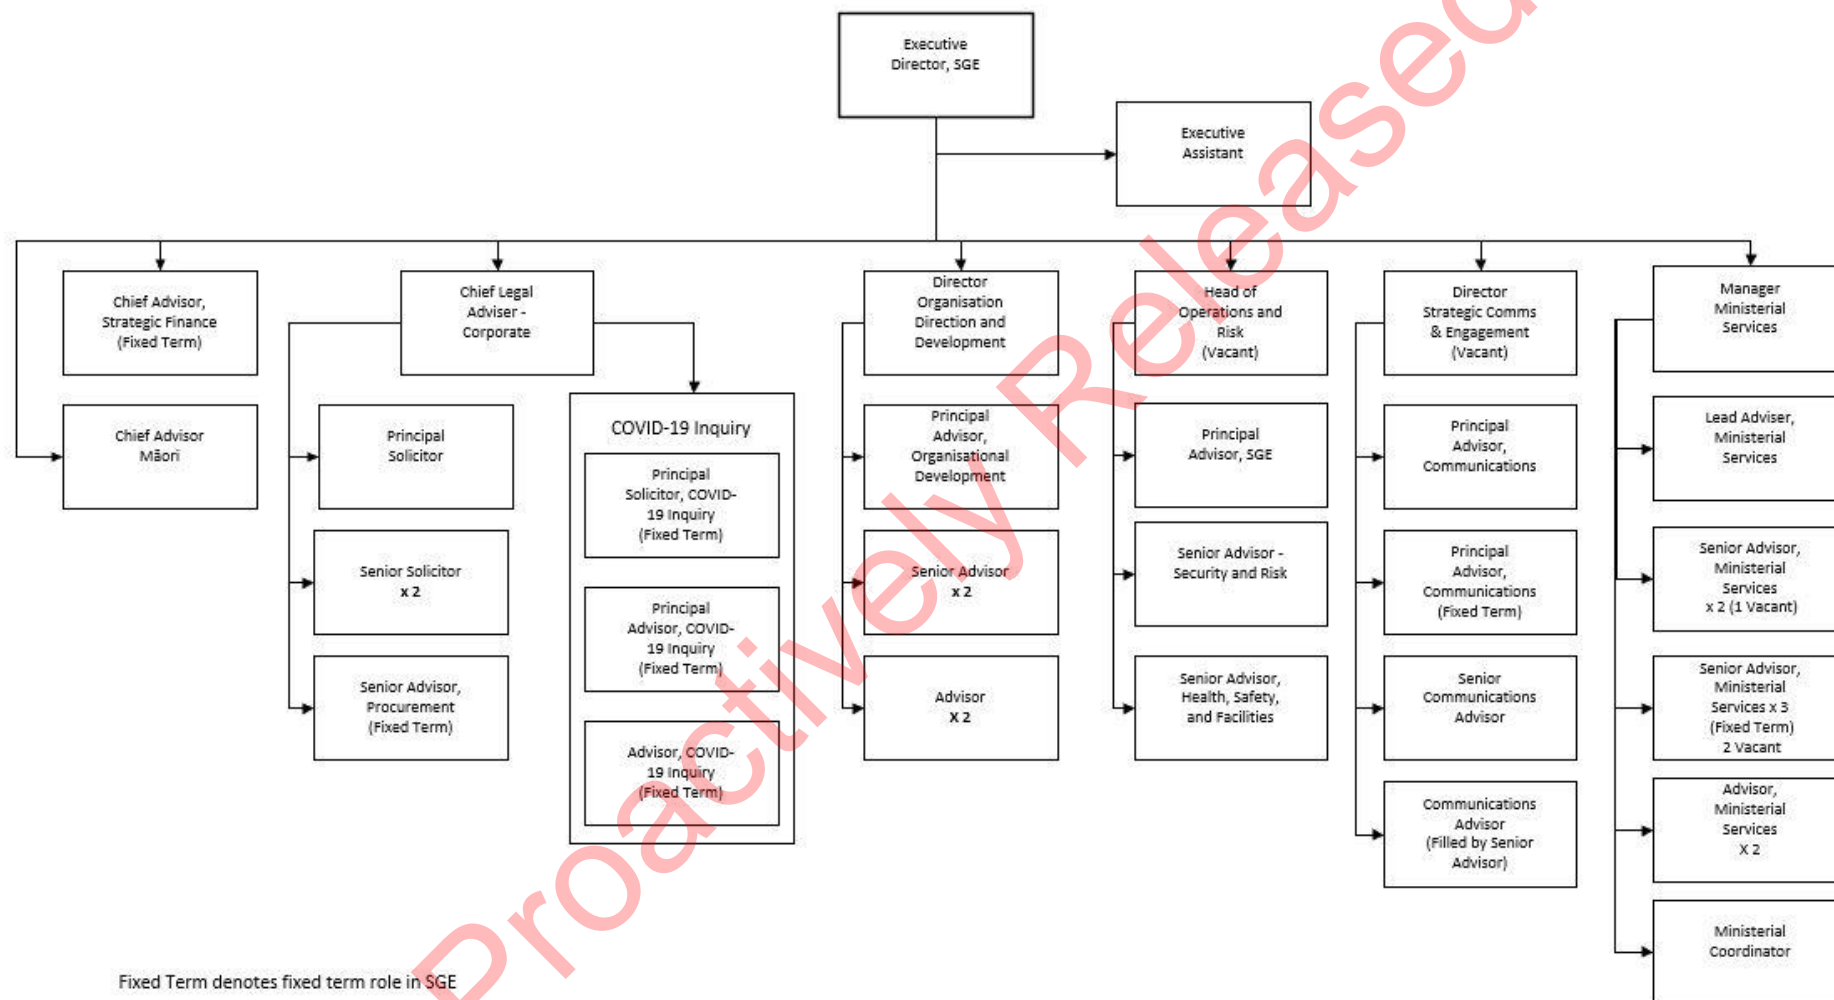 Executive
Director, SGE
Executive
Assistant
Chief Advisor,
Strategic Finance
(Fixed Term)
Chief Advisor
Māori
Chief Legal
Adviser -
Corporate
Principal
Solicitor
Senior Solicitor
x 2
Senior Advisor,
Procurement
(Fixed Term)
COVID-19 Inquiry
Principal
Solicitor, COVID-
19 Inquiry
(Fixed Term)
Principal
Advisor, COVID-
19 Inquiry
(Fixed Term)
Advisor, COVID-
19 Inquiry
(Fixed Term)
Director
Organisation
Direction and
Development
Principal
Advisor,
Organisational
Development
Senior Advisor
x 2
Advisor
X 2
Head of
Operations and
Risk
(Vacant)
Principal
Advisor, SGE
Senior Advisor -
Security and Risk
Senior Advisor,
Health, Safety,
and Facilities
Director
Strategic Comms
& Engagement
(Vacant)
Principal
Advisor,
Communications
Principal
Advisor,
Communications
(Fixed Term)
Senior
Communications
Advisor
Communications
Advisor
(Filled by Senior
Advisor)
Manager
Ministerial
Services
Lead Adviser,
Ministerial
Services
Senior Advisor,
Ministerial
Services
x 2 (1 Vacant)
Senior Advisor,
Ministerial
Services x 3
(Fixed Term)
2 Vacant
Advisor,
Ministerial
Services
X 2
Ministerial
Coordinator
Fixed Term denotes fixed term role in SGE
Proactively Released